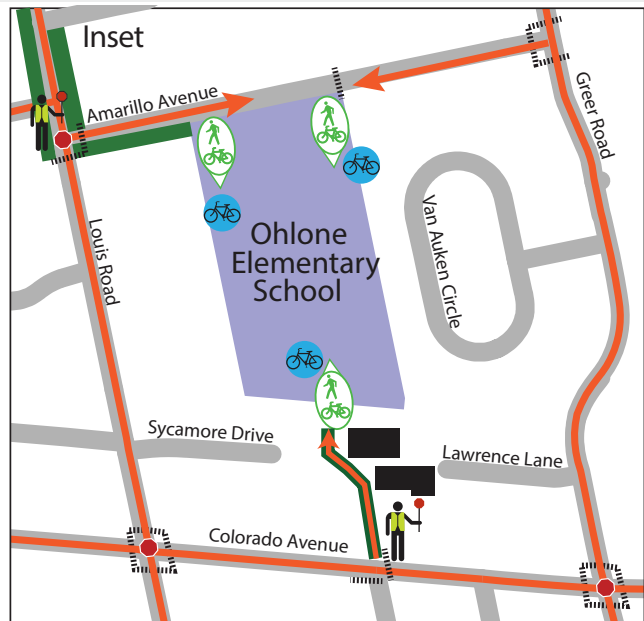 Inset
Amarillo Avenue
Greer Road
Louis Road
Van Auken Circle
Ohlone
Elementary
School
Sycamore Drive
Lawrence Lane
Colorado Avenue